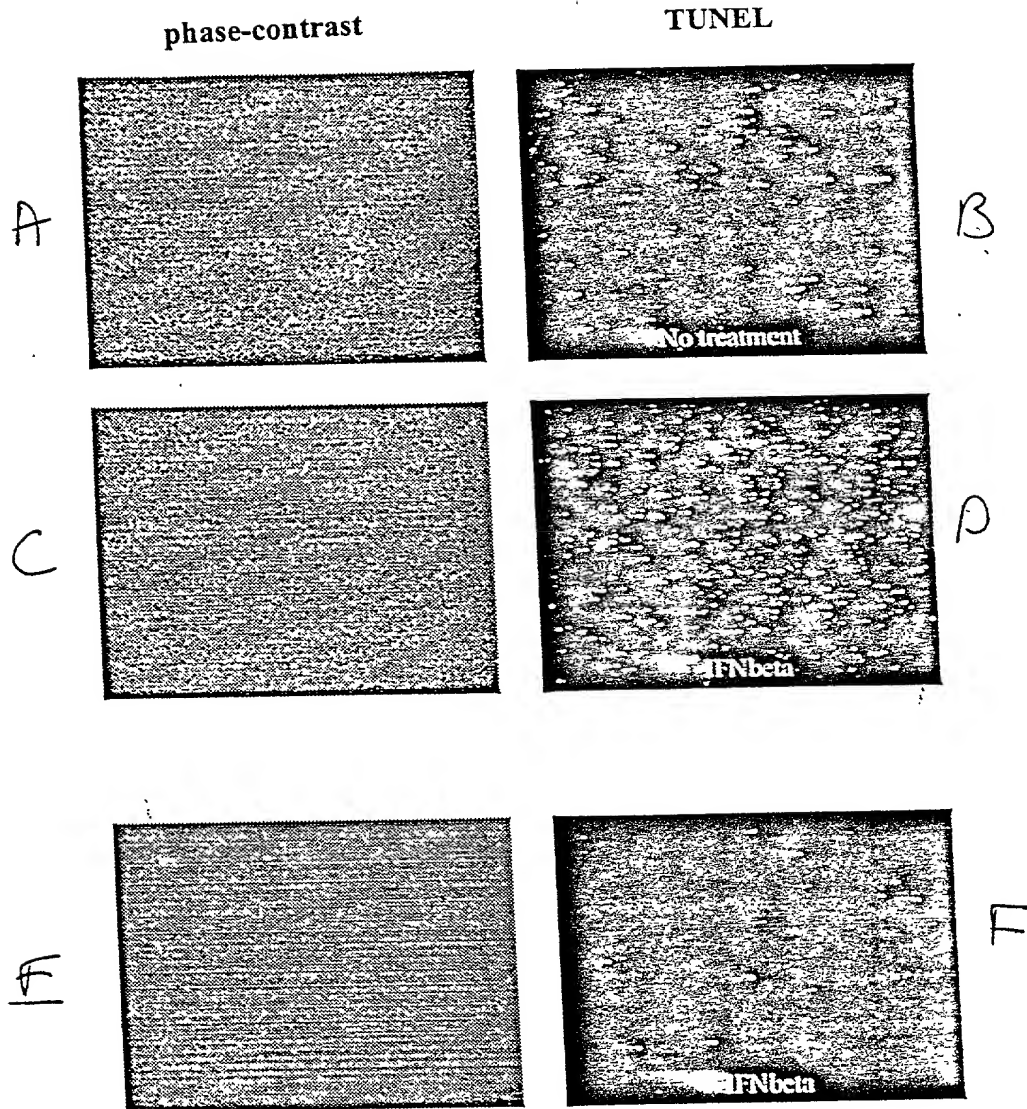 phase-contrast TUNEL
A B
No treatment
C D
IFNbeta
E F
IFNbeta